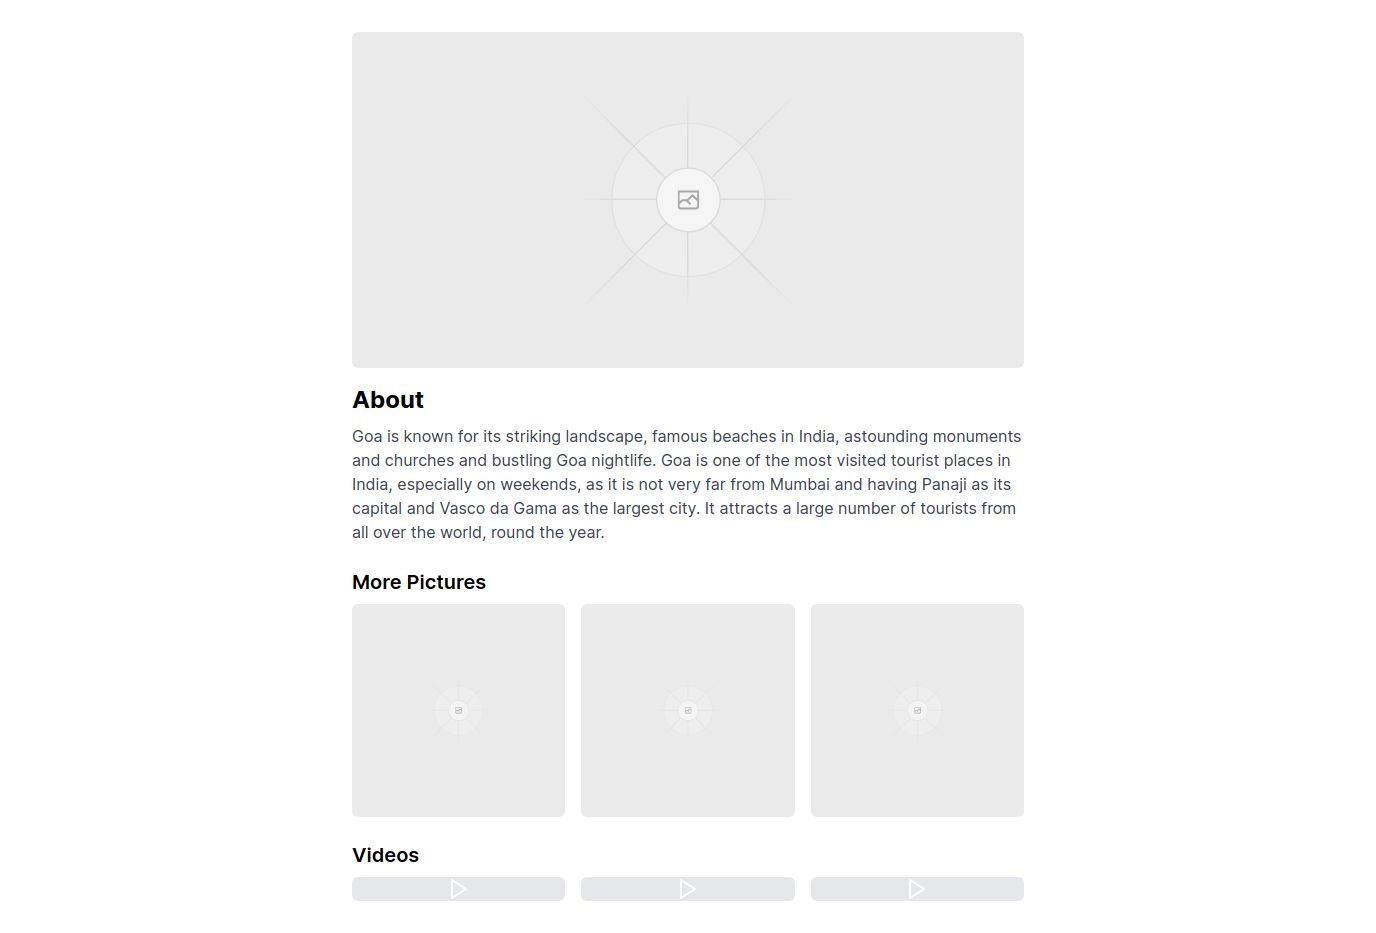 About
Goa is known for its striking landscape, famous beaches in India, astounding monuments
and churches and bustling Goa nightlife. Goa is one of the most visited tourist places in
India, especially on weekends, as it is not very far from Mumbai and having Panaji as its
capital and Vasco da Gama as the largest city. It attracts a large number of tourists from
all over the world, round the year.
More Pictures
Videos